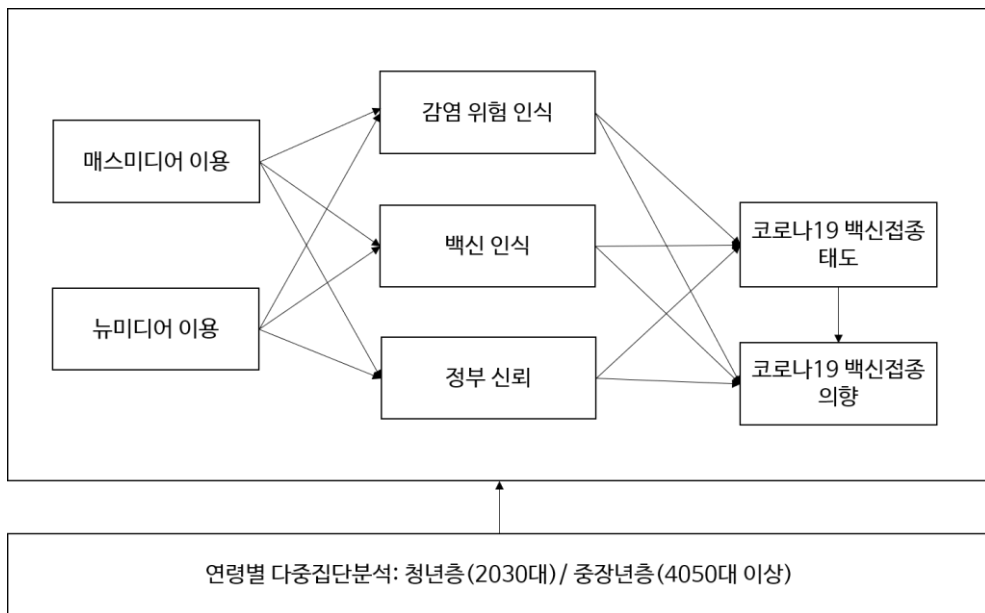 감염 위험 인식
매스미디어 이용
백신 인식
코로나19 백신접종
태도
뉴미디어 이용
정부 신뢰
코로나19 백신접종
의향
연령별 다중집단분석: 청년층(2030대) / 중장년층(4050대 이상)